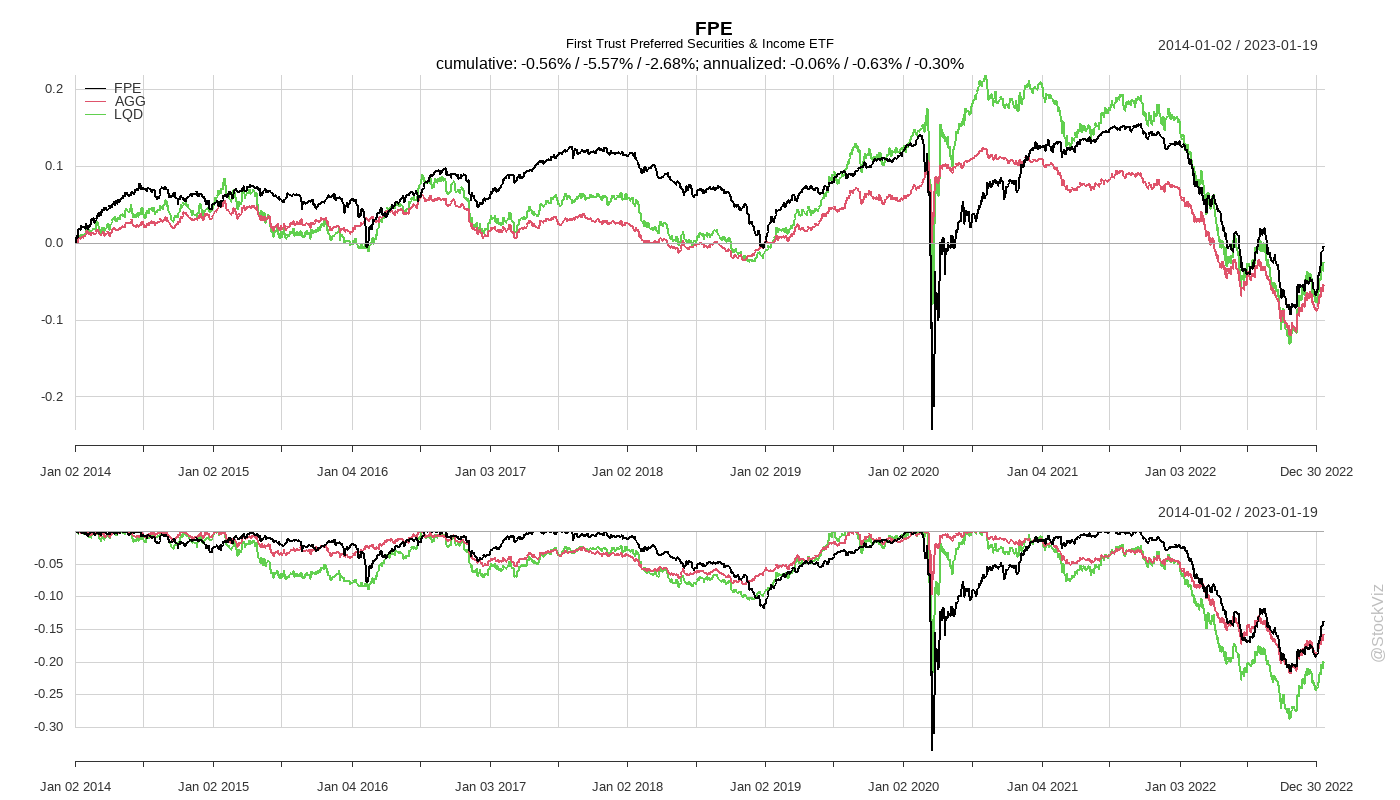 FPE
First Trust Preferred Securities & Income ETF
2014-01-02 / 2023-01-19
cumulative: -0.56% / -5.57% / -2.68%; annualized: -0.06% / -0.63% / -0.30%
FPE
AGG
LQD
0.2
0.1
0.0
-0.1
-0.2
Jan 02 2014 Jan 02 2015 Jan 04 2016 Jan 03 2017 Jan 02 2018 Jan 02 2019 Jan 02 2020 Jan 04 2021 Jan 03 2022 Dec 30 2022
2014-01-02 / 2023-01-19
-0.05
-0.10
-0.15
-0.20
-0.25
-0.30
Jan 02 2014 Jan 02 2015 Jan 04 2016 Jan 03 2017 Jan 02 2018 Jan 02 2019 Jan 02 2020 Jan 04 2021 Jan 03 2022 Dec 30 2022
@StockViz